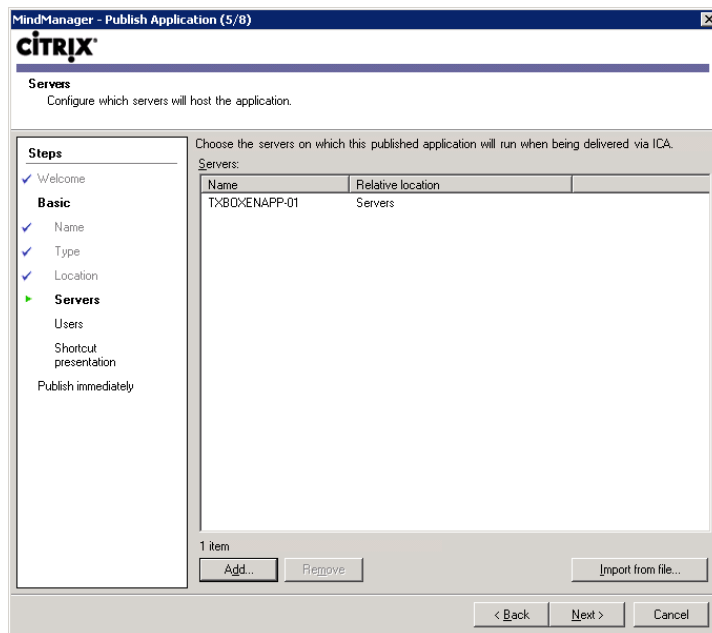 MindManager - Publish Application (5/8)
CİTRIX
Servers
Configure which servers will host the application.
Steps
Welcome
Basic
Name
Type
Location
Servers
Users
Shortcut
presentation
Publish immediately
Choose the servers on which this published application will run when being delivered via ICA.
Servers:
Name Relative location
TXBOXENAPP-01 Servers
1 item
Add... Remove Import from file...
< Back Next > Cancel